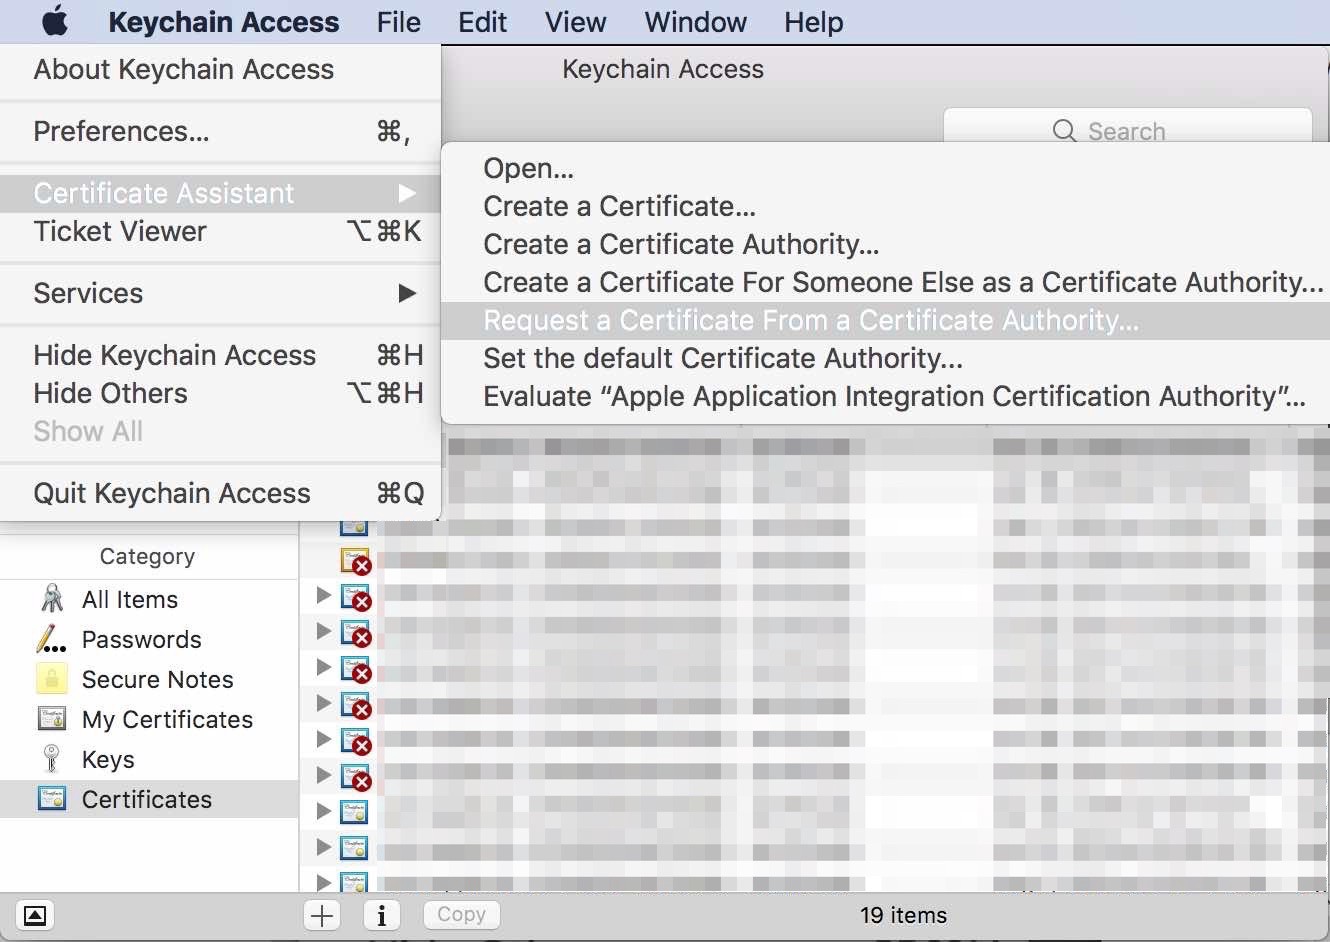 Keychain Access File Edit View Window Help
About Keychain Access
Preferences... ⌘,
Certificate Assistant ▶
Ticket Viewer ⌥⌘K
Services ▶
Hide Keychain Access ⌘H
Hide Others ⌥⌘H
Show All
Quit Keychain Access ⌘Q
Keychain Access
Search
Open...
Create a Certificate...
Create a Certificate Authority...
Create a Certificate For Someone Else as a Certificate Authority...
Request a Certificate From a Certificate Authority...
Set the default Certificate Authority...
Evaluate “Apple Application Integration Certification Authority”...
Category
All Items
Passwords
Secure Notes
My Certificates
Keys
Certificates
Copy
19 items